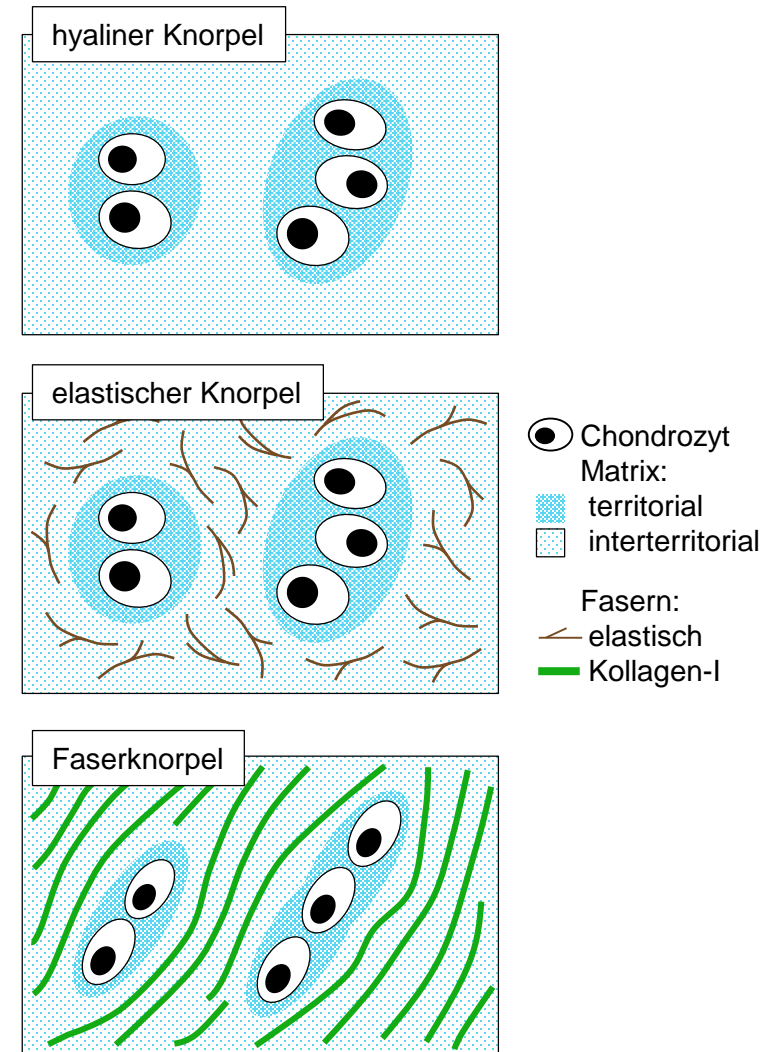 hyaliner Knorpel
elastischer Knorpel
Chondrozyt
Matrix:
territorial
interterritorial
Fasern:
elastisch
Kollagen-I
Faserknorpel